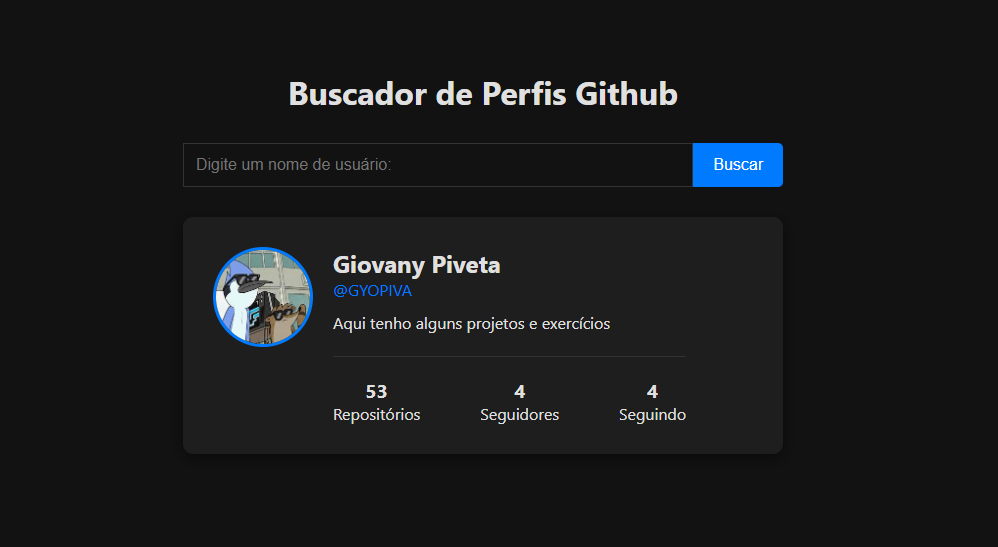 Buscador de Perfis Github
Digite um nome de usuário:
Buscar
Giovany Piveta
@GYOPIVA
Aqui tenho alguns projetos e exercícios
53
Repositórios
4
Seguidores
4
Seguindo